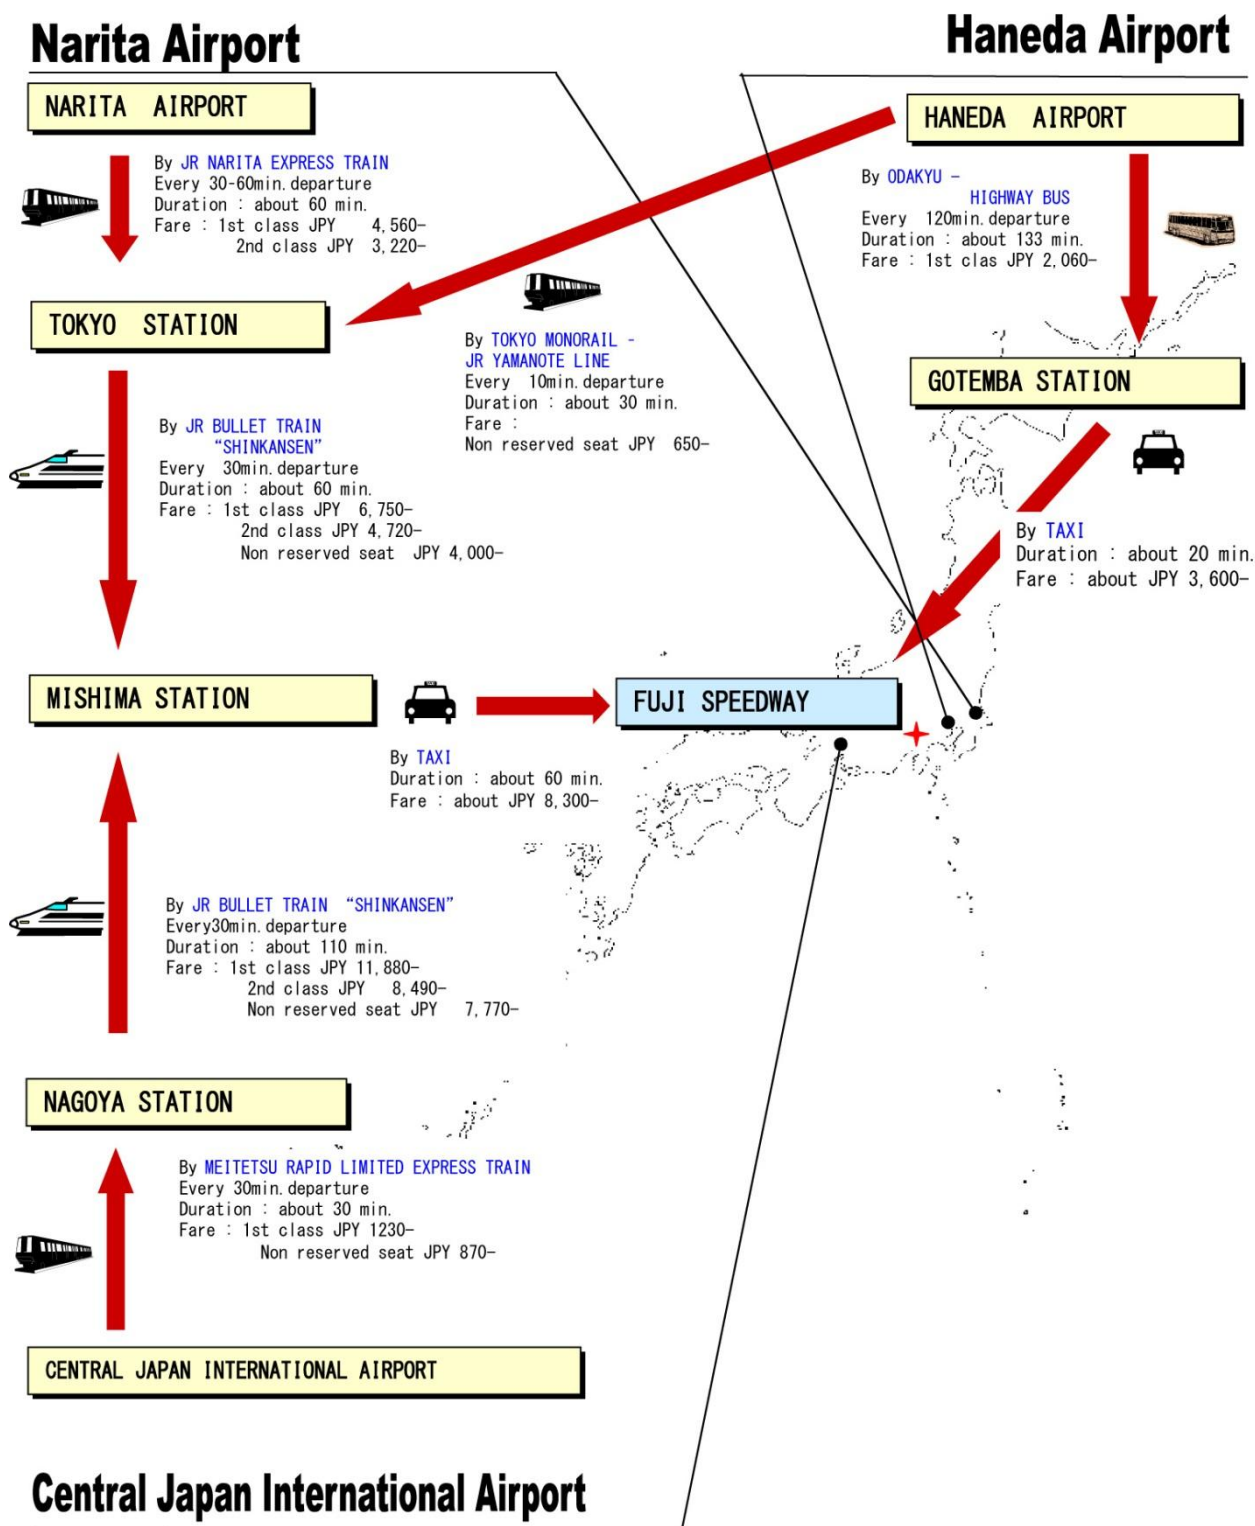 Narita Airport
Haneda Airport
NARITA AIRPORT
By JR NARITA EXPRESS TRAIN
Every 30-60min. departure
Duration : about 60 min.
Fare : 1st class JPY 4,560-
2nd class JPY 3,220-
HANEDA AIRPORT
By ODAKYU -
HIGHWAY BUS
Every 120min. departure
Duration : about 133 min.
Fare : 1st clas JPY 2,060-
TOKYO STATION
By TOKYO MONORAIL -
JR YAMANOTE LINE
Every 10min. departure
Duration : about 30 min.
Fare :
Non reserved seat JPY 650-
GOTEMBA STATION
By JR BULLET TRAIN
“SHINKANSEN”
Every 30min. departure
Duration : about 60 min.
Fare : 1st class JPY 6,750-
2nd class JPY 4,720-
Non reserved seat JPY 4,000-
TAXI
By TAXI
Duration : about 20 min.
Fare : about JPY 3,600-
MISHIMA STATION
TAXI
FUJI SPEEDWAY
By TAXI
Duration : about 60 min.
Fare : about JPY 8,300-
By JR BULLET TRAIN “SHINKANSEN”
Every30min. departure
Duration : about 110 min.
Fare : 1st class JPY 11,880-
2nd class JPY 8,490-
Non reserved seat JPY 7,770-
NAGOYA STATION
By MEITETSU RAPID LIMITED EXPRESS TRAIN
Every 30min. departure
Duration : about 30 min.
Fare : 1st class JPY 1230-
Non reserved seat JPY 870-
CENTRAL JAPAN INTERNATIONAL AIRPORT
Central Japan International Airport